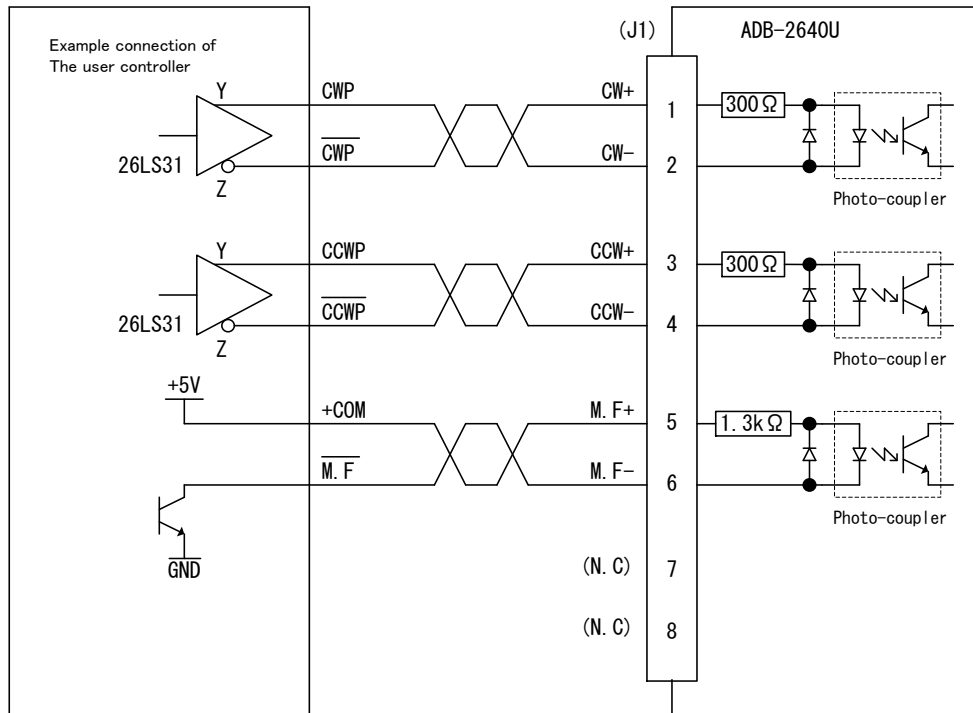 (J1)
ADB-2640U
Example connection of
The user controller
Y
CWP
CW+
1
300Ω
26LS31
C̅W̅P̅
CW-
2
Z
Photo-coupler
Y
CCWP
CCW+
3
300Ω
26LS31
C̅C̅W̅P̅
CCW-
4
Z
Photo-coupler
+5V
+COM
M.F+
5
1.3kΩ
M̅.̅F̅
M.F-
6
Photo-coupler
GND
(N.C)
7
(N.C)
8